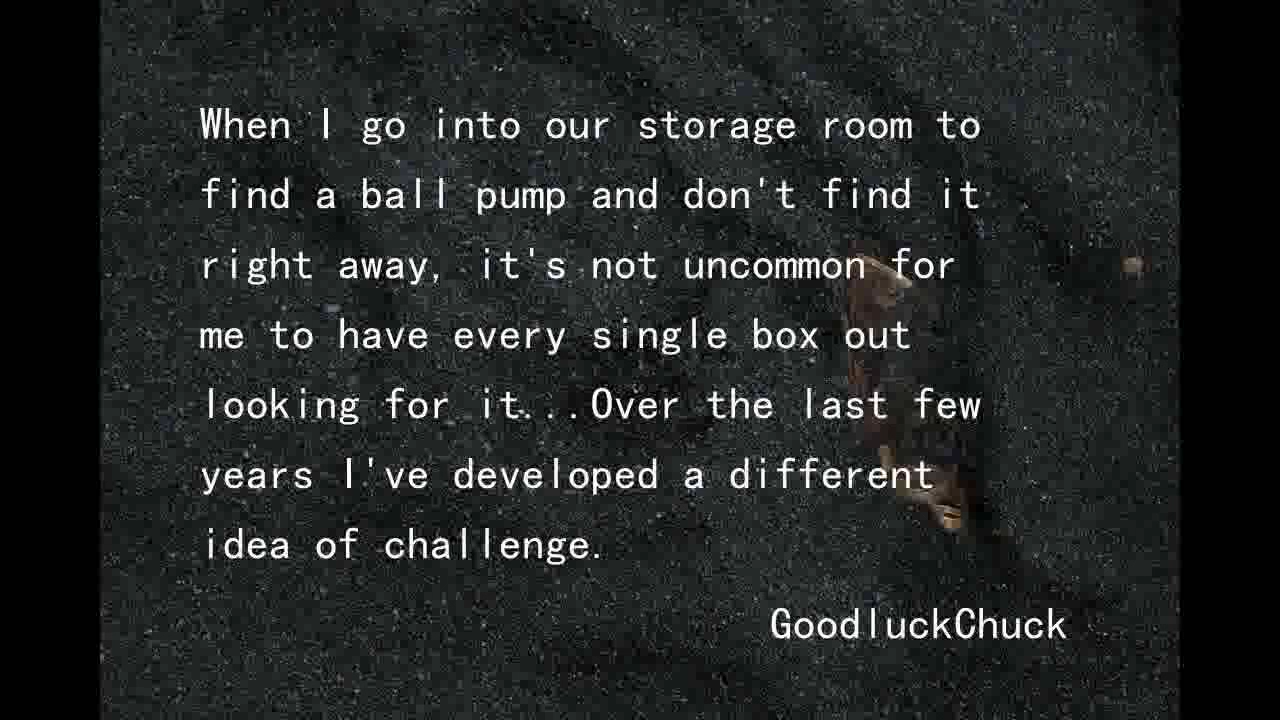 When I go into our storage room to
find a ball pump and don't find it
right away, it's not uncommon for
me to have every single box out
looking for it...Over the last few
years I've developed a different
idea of challenge.
GoodluckChuck